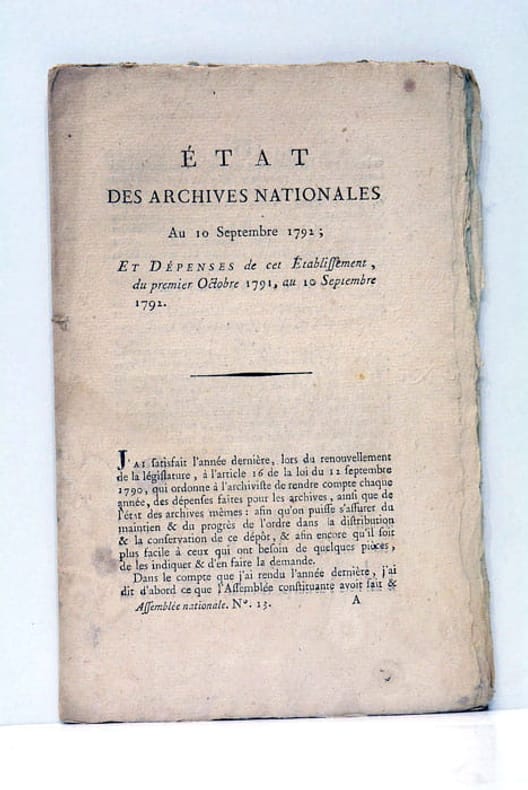 ÉTAT
DES ARCHIVES NATIONALES
Au 10 Septembre 1792 ;
ET DÉPENSES de cet Établiſſement,
du premier Octobre 1791, au 10 Septembre
1792.
J'AI ſatisfait l'année dernière, lors du renouvellement
de la légiſlature, à l'article 16 de la loi du 12 ſeptembre
1790, qui ordonne à l'archiviſte de rendre compte chaque
année, des dépenſes faites pour les archives, ainſi que de
l'état des archives mêmes : afin qu'on puiſſe s'aſſurer du
maintien & du progrès de l'ordre dans la diſtribution
& la conſervation de ce dépôt, & afin encore qu'il ſoit
plus facile à ceux qui ont beſoin de quelques pièces,
de les indiquer & d'en faire la demande.
Dans le compte que j'ai rendu l'année dernière, j'ai
dit d'abord ce que l'Aſſemblée conſtituante avoit fait &
Aſſemblée nationale. Nº. 13. A